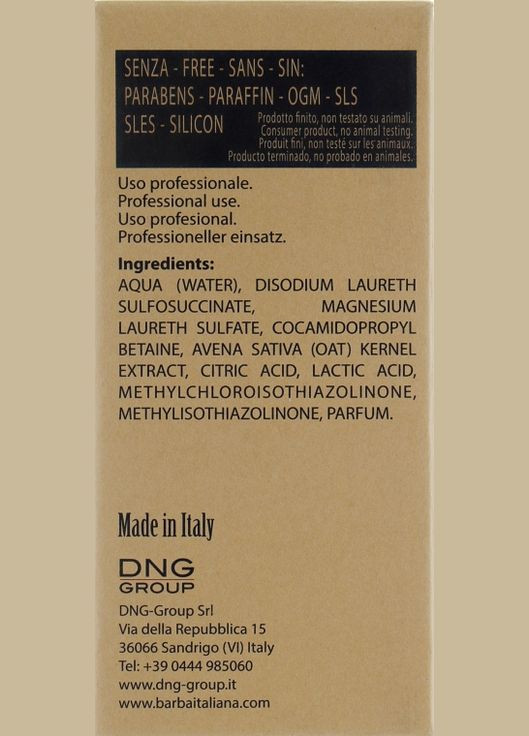 SENZA - FREE - SANS - SIN:
PARABENS - PARAFFIN - OGM - SLS
SLES - SILICON
Prodotto finito, non testato su animali.
Consumer product, no animal testing.
Produit fini, non testé sur les animaux.
Producto terminado, no probado en animales.
Uso professionale.
Professional use.
Uso profesional.
Professioneller einsatz.
Ingredients:
AQUA (WATER), DISODIUM LAURETH
SULFOSUCCINATE, MAGNESIUM
LAURETH SULFATE, COCAMIDOPROPYL
BETAINE, AVENA SATIVA (OAT) KERNEL
EXTRACT, CITRIC ACID, LACTIC ACID,
METHYLCHLOROISOTHIAZOLINONE,
METHYLISOTHIAZOLINONE, PARFUM.
Made in Italy
DNG
GROUP
DNG-Group Srl
Via della Repubblica 15
36066 Sandrigo (VI) Italy
Tel: +39 0444 985060
www.dng-group.it
www.barbaitaliana.com